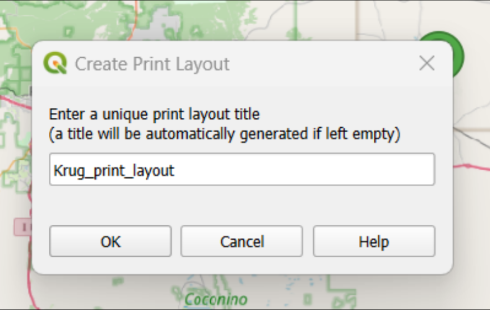 Create Print Layout
Enter a unique print layout title
(a title will be automatically generated if left empty)
Krug_print_layout
OK
Cancel
Help
Coconino